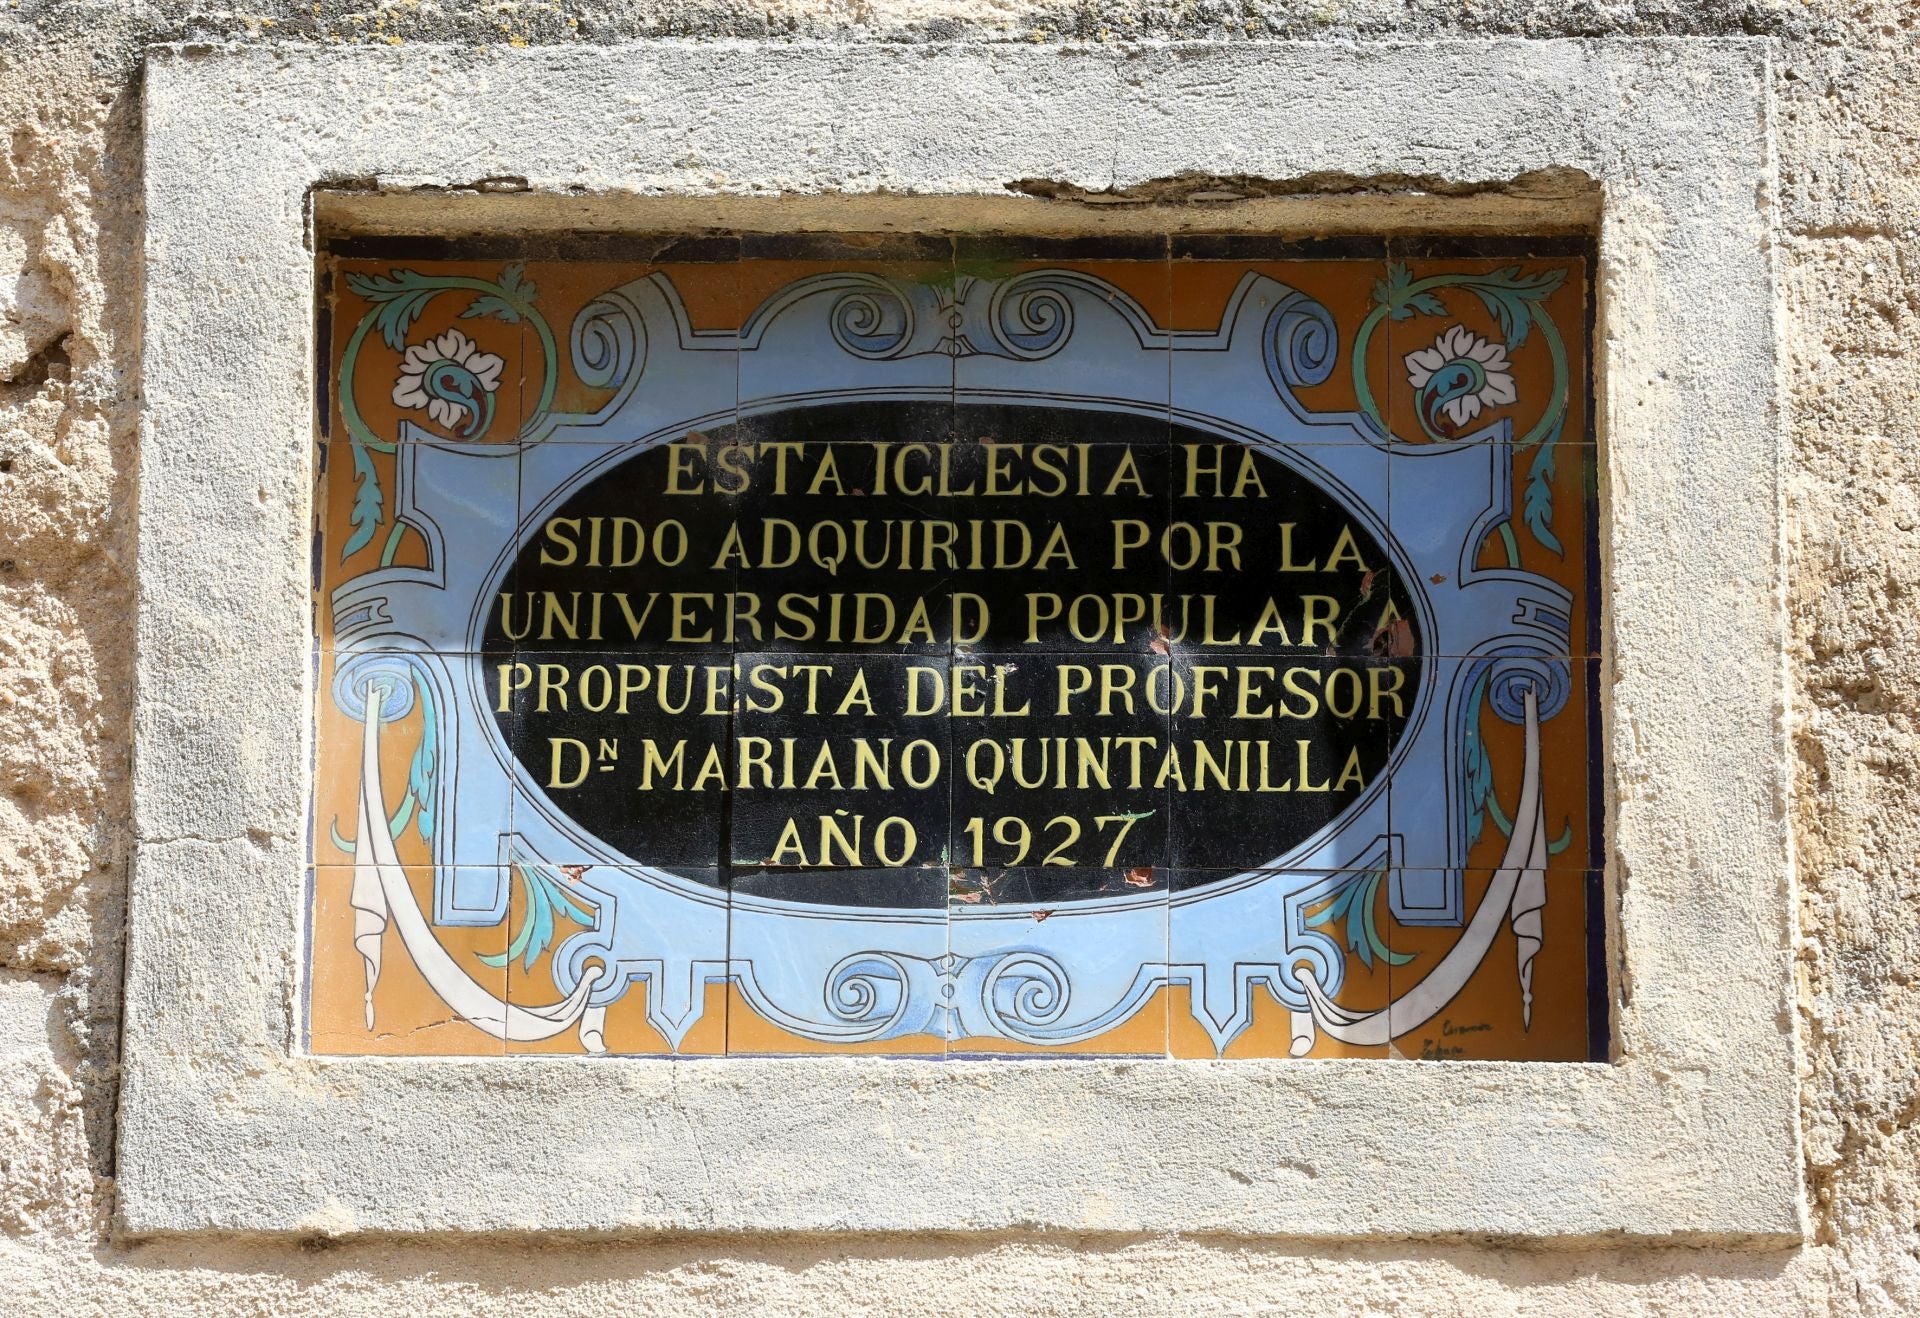 ESTA IGLESIA HA
SIDO ADQUIRIDA POR LA
UNIVERSIDAD POPULAR A
PROPUESTA DEL PROFESOR
Dᴺ MARIANO QUINTANILLA
AÑO 1927